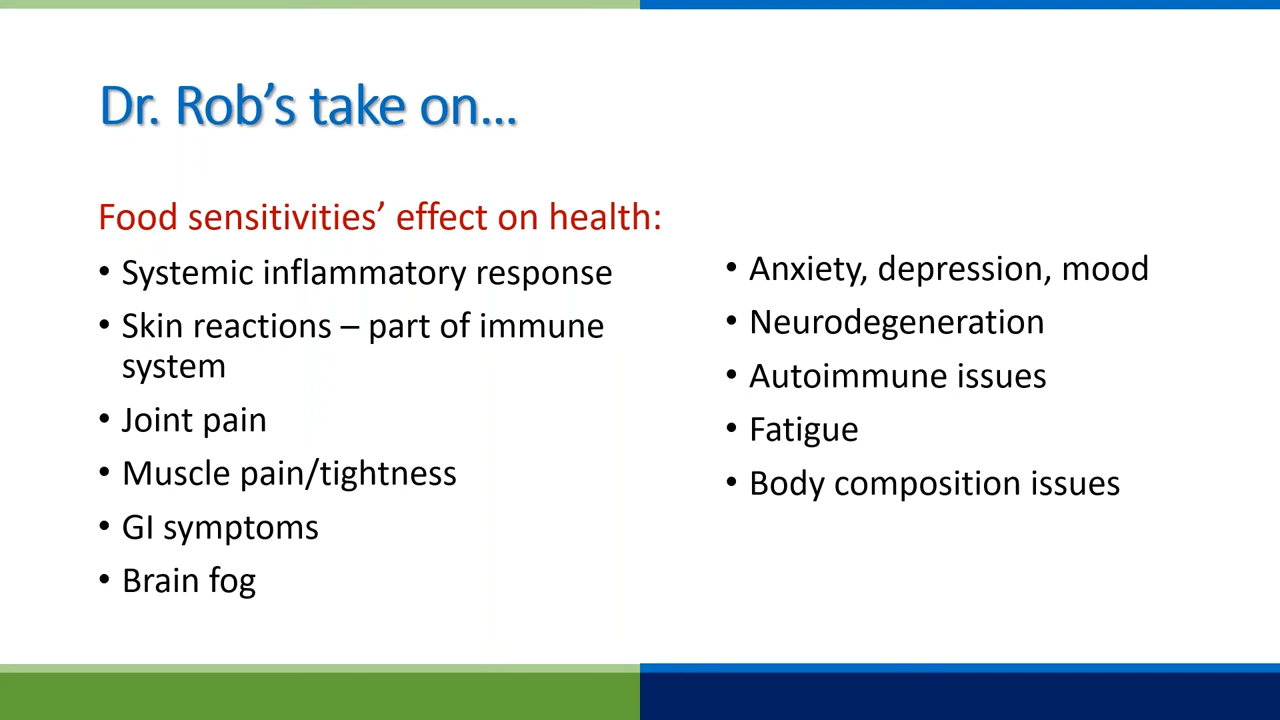 Dr. Rob’s take on...
Food sensitivities’ effect on health:
• Systemic inflammatory response
• Skin reactions – part of immune
system
• Joint pain
• Muscle pain/tightness
• GI symptoms
• Brain fog
• Anxiety, depression, mood
• Neurodegeneration
• Autoimmune issues
• Fatigue
• Body composition issues